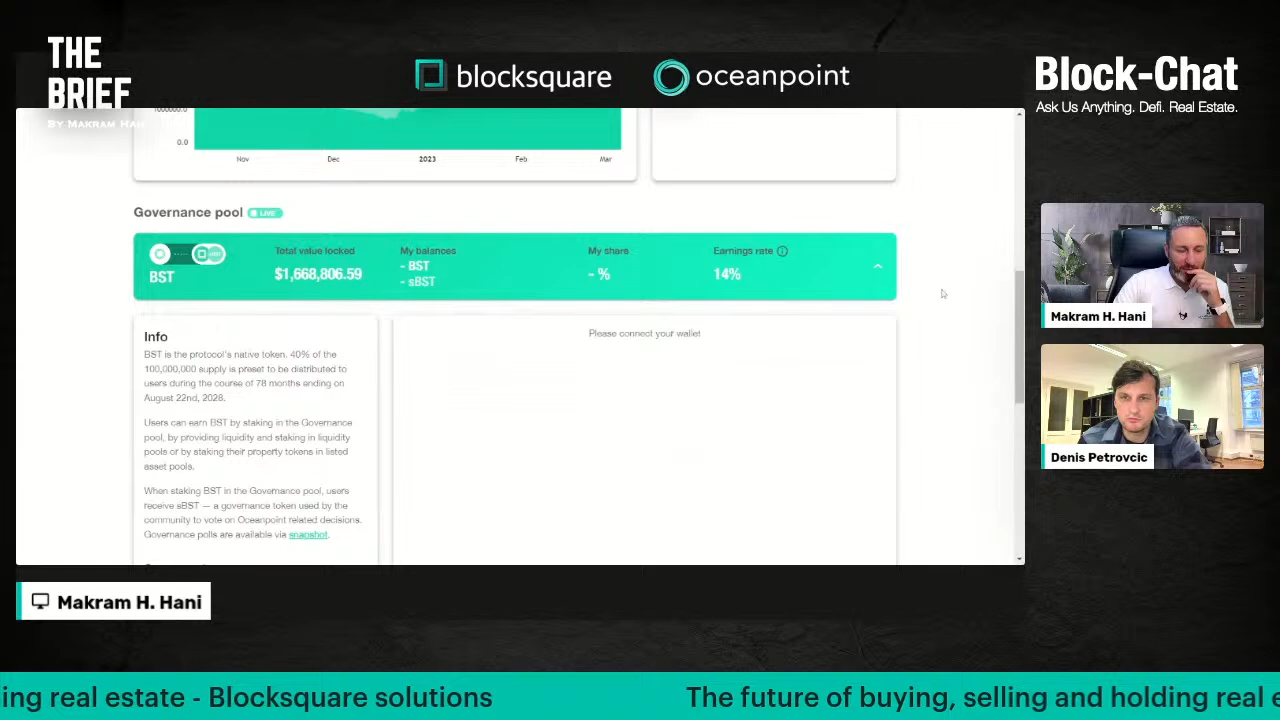 THE
BRIEF
blocksquare
oceanpoint
Block-Chat
Ask Us Anything. Defi. Real Estate.
0.0
Nov
Dec
2023
Feb
Mar
Governance pool
LIVE
BST
Total value locked
$1,668,806.59
My balances
- BST
- sBST
My share
- %
Earnings rate
14%
Info
BST is the protocol's native token. 40% of the
100,000,000 supply is preset to be distributed to
users during the course of 78 months ending on
August 22nd, 2028.
Users can earn BST by staking in the Governance
pool, by providing liquidity and staking in liquidity
pools or by staking their property tokens in listed
asset pools.
When staking BST in the Governance pool, users
receive sBST — a governance token used by the
community to vote on Oceanpoint related decisions.
Governance polls are available via snapshot.
Please connect your wallet
Makram H. Hani
Denis Petrovcic
Makram H. Hani
ing real estate - Blocksquare solutions
The future of buying, selling and holding real